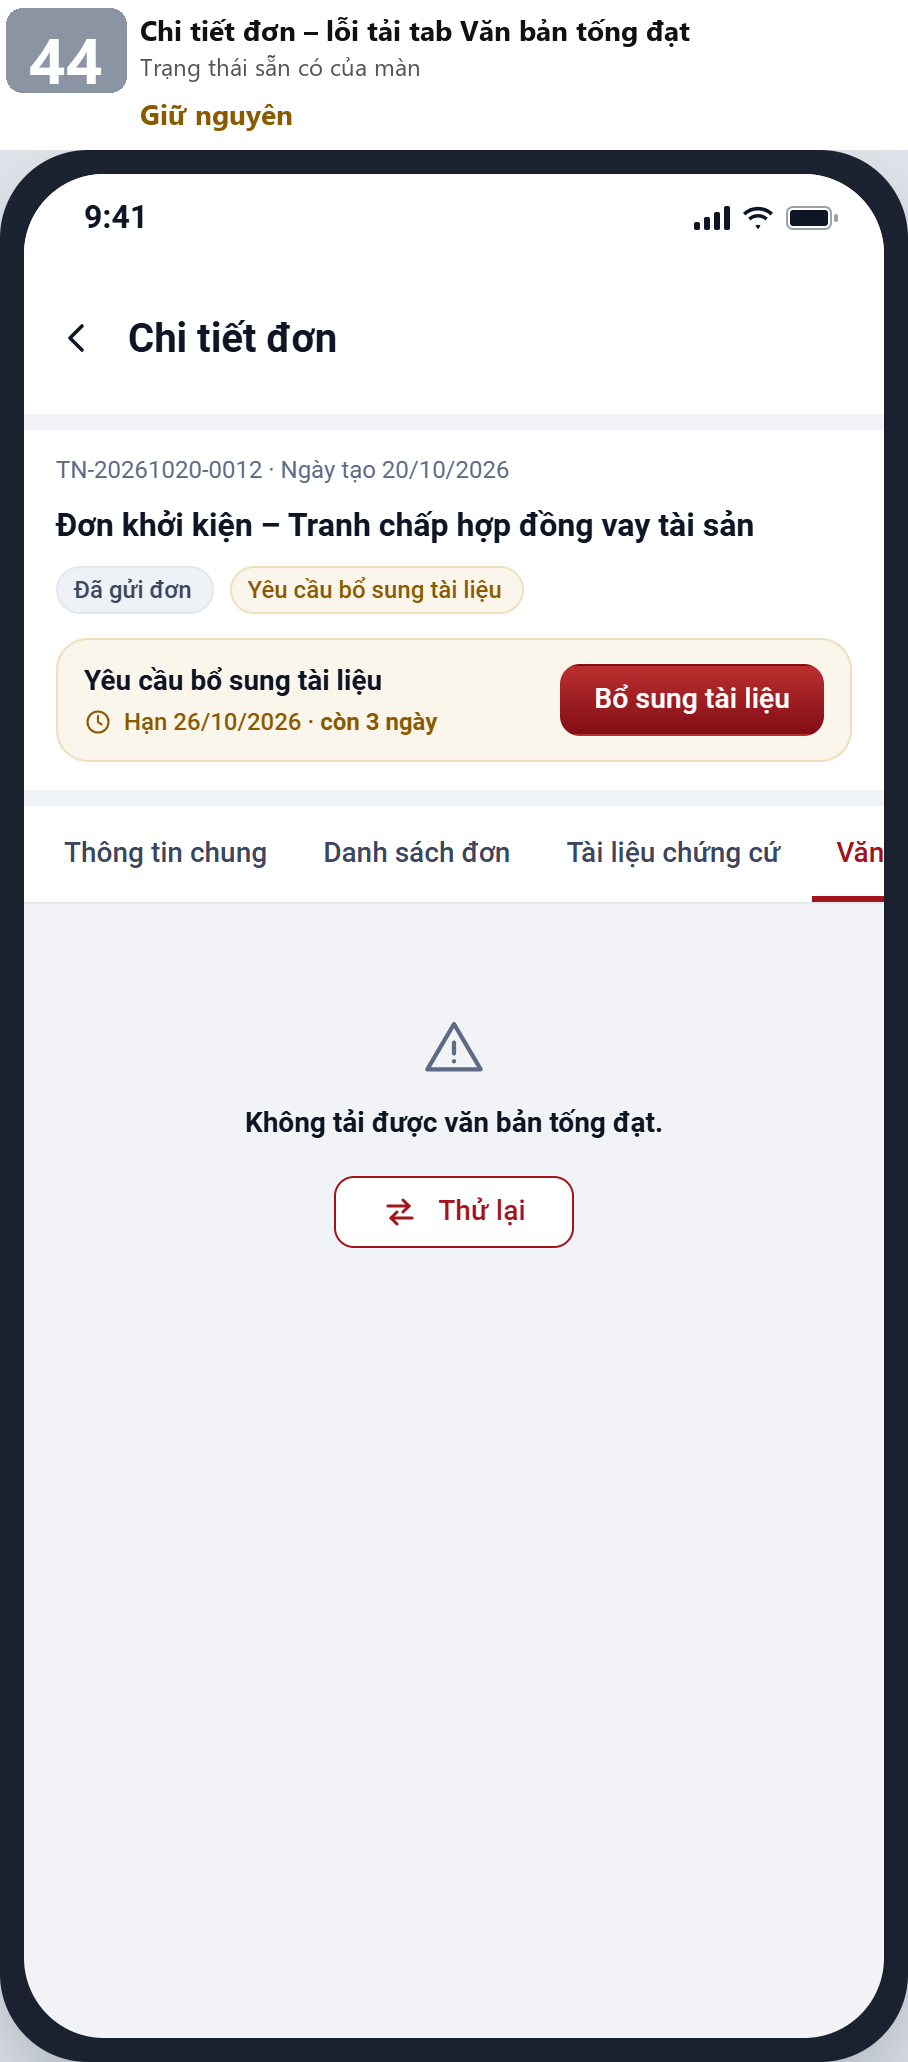 44
Chi tiết đơn – lỗi tải tab Văn bản tống đạt
Trạng thái sẵn có của màn
Giữ nguyên
9:41
Chi tiết đơn
TN-20261020-0012 · Ngày tạo 20/10/2026
Đơn khởi kiện – Tranh chấp hợp đồng vay tài sản
Đã gửi đơn
Yêu cầu bổ sung tài liệu
Yêu cầu bổ sung tài liệu
Hạn 26/10/2026 · còn 3 ngày
Bổ sung tài liệu
Thông tin chung
Danh sách đơn
Tài liệu chứng cứ
Văn
Không tải được văn bản tống đạt.
Thử lại